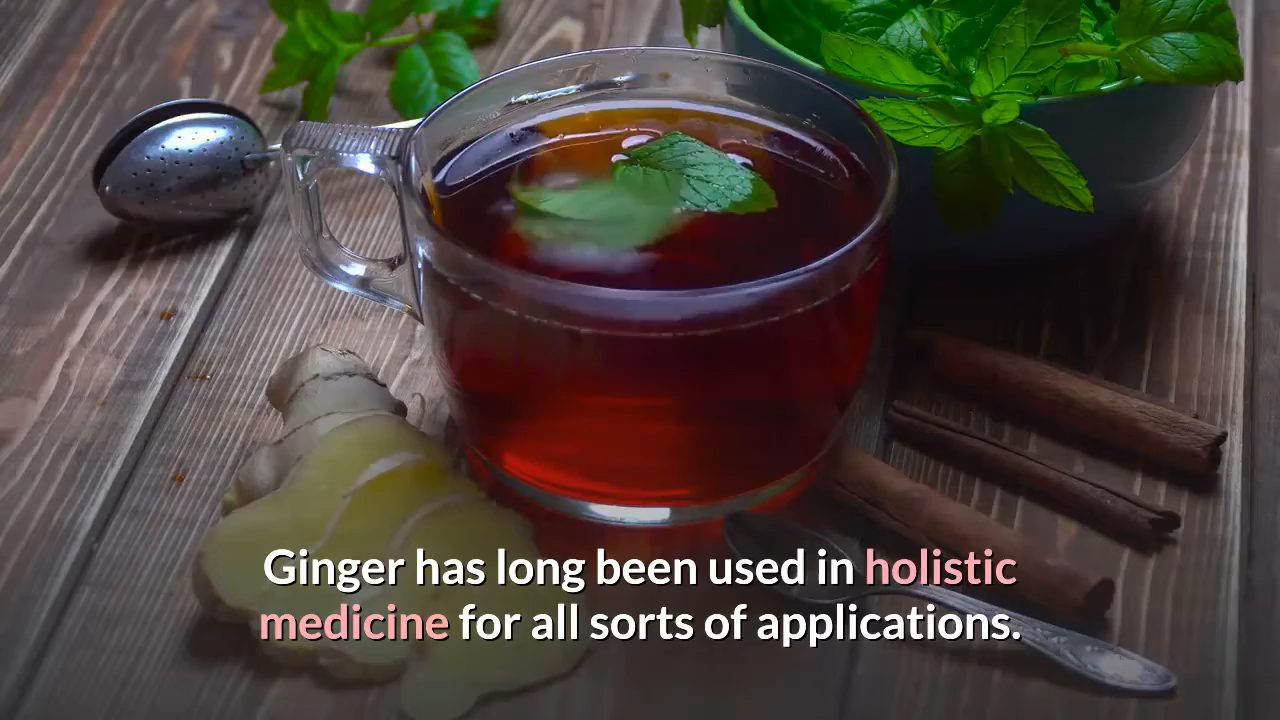 Ginger has long been used in holistic
medicine for all sorts of applications.